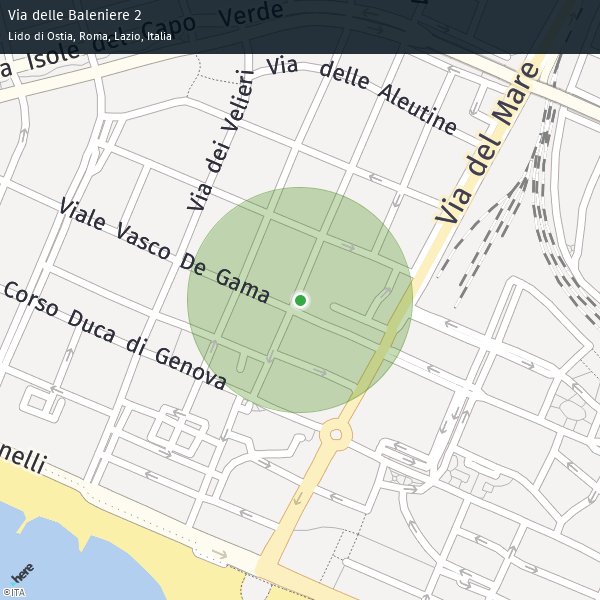 Via delle Baleniere 2
Lido di Ostia, Roma, Lazio, Italia
a Isole del Capo Verde
Via delle Aleutine
Via dei Velieri
Via del Mare
Viale Vasco De Gama
Corso Duca di Genova
nelli
here
©ITA